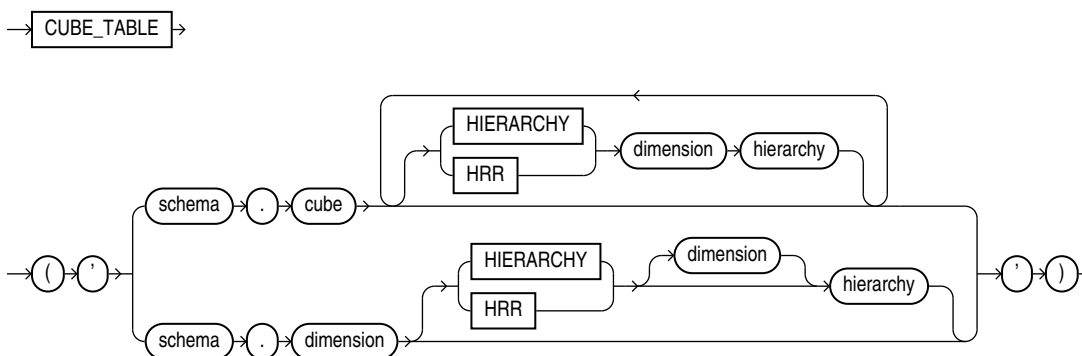 CUBE_TABLE
HIERARCHY
HRR
dimension hierarchy
schema . cube
( '
HIERARCHY
HRR
dimension
hierarchy
' )
schema . dimension